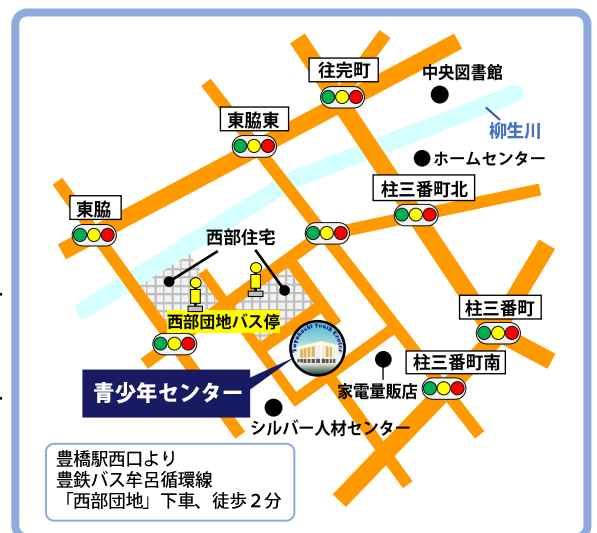 往完町
中央図書館
東脇東
柳生川
ホームセンター
柱三番町北
東脇
西部住宅
柱三番町
西部団地バス停
Toyohashi Youth Center
柱三番町南
青少年センター
家電量販店
シルバー人材センター
豊橋駅西口より
豊鉄バス牟呂循環線
「西部団地」下車、徒歩２分